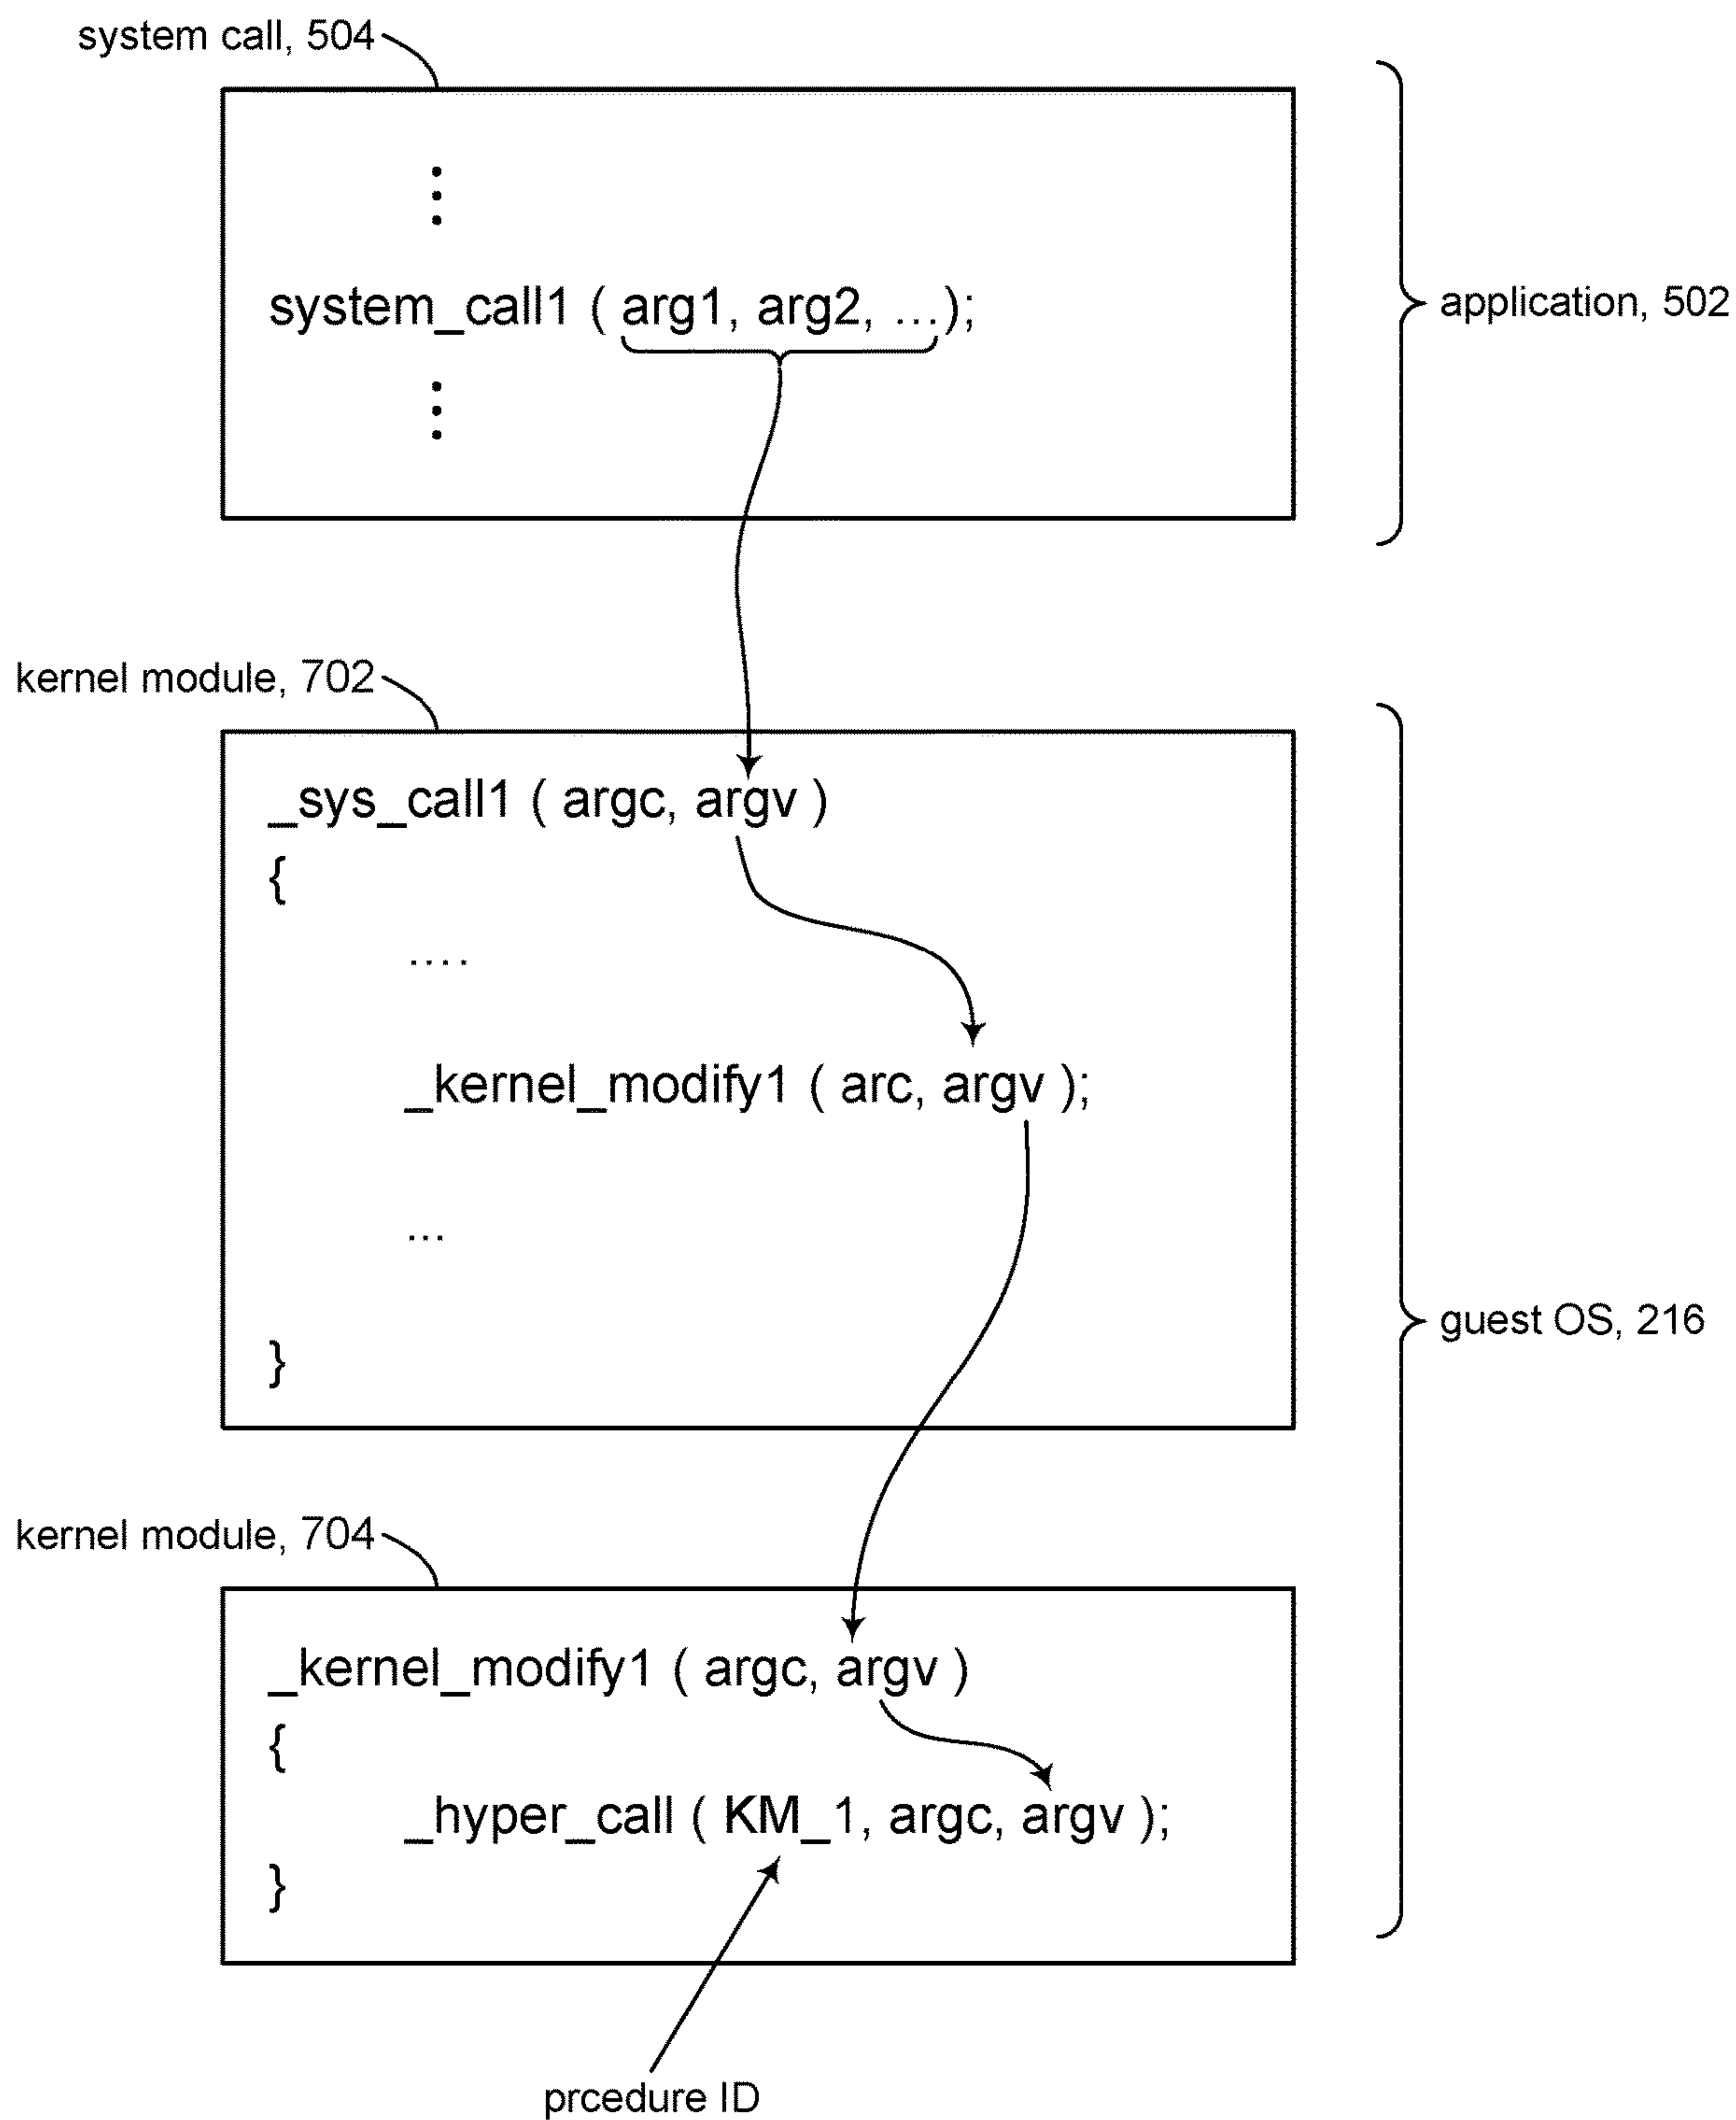 system call, 504
system_call1 ( arg1, arg2, ...);
application, 502
kernel module, 702
_sys_call1 ( argc, argv )
{
....
_kernel_modify1 ( arc, argv );
...
}
guest OS, 216
kernel module, 704
_kernel_modify1 ( argc, argv )
{
_hyper_call ( KM_1, argc, argv );
}
prcedure ID